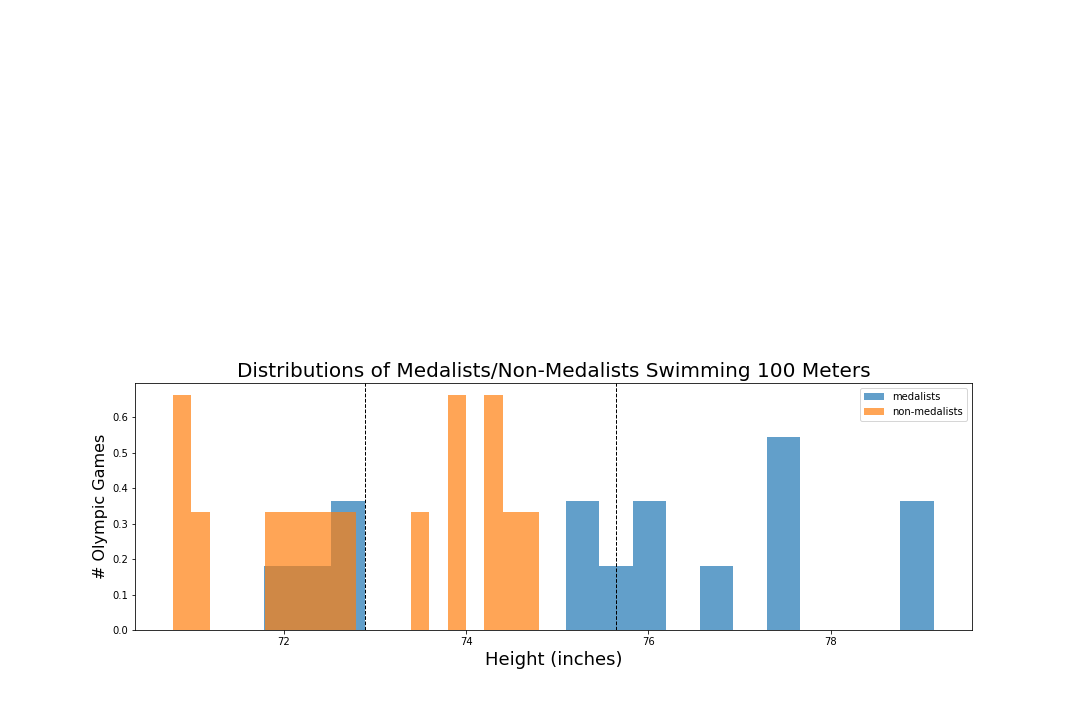 Distributions of Medalists/Non-Medalists Swimming 100 Meters
medalists
non-medalists
# Olympic Games
0.6
0.5
0.4
0.3
0.2
0.1
0.0
72 74 76 78
Height (inches)